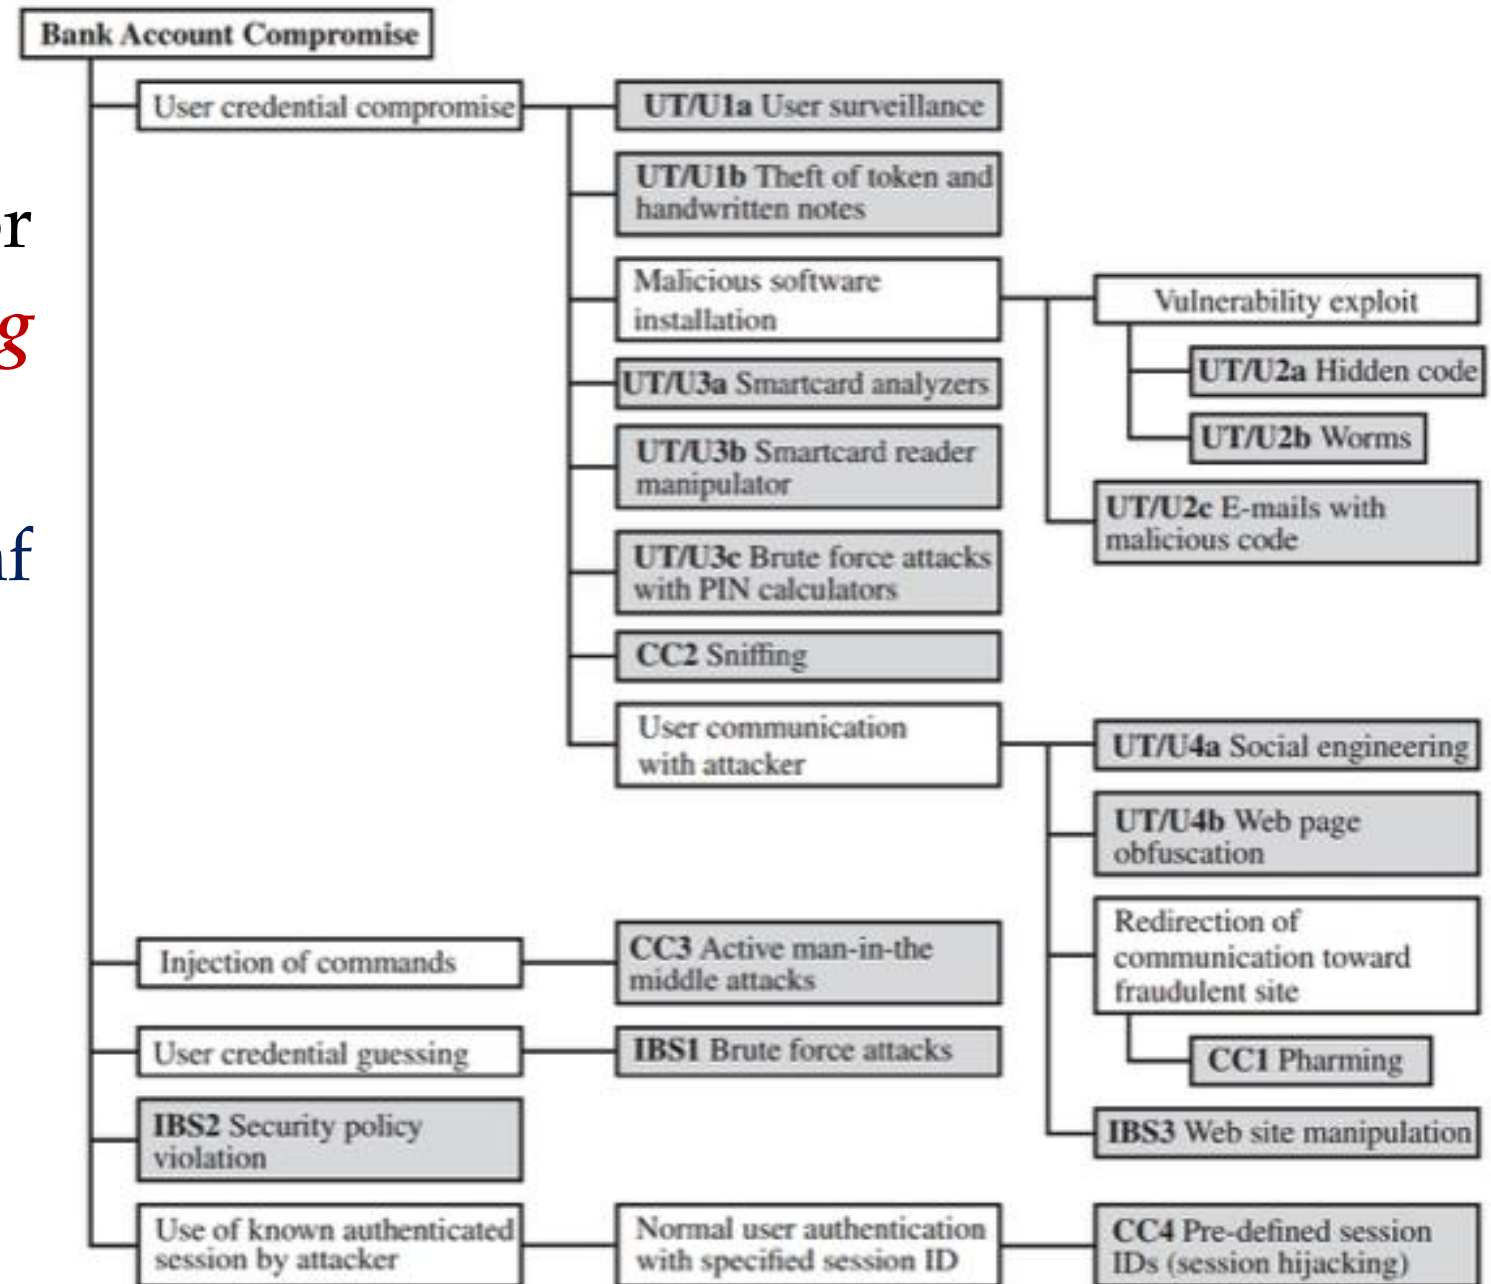 Bank Account Compromise
User credential compromise
UT/U1a User surveillance
UT/U1b Theft of token and
handwritten notes
Malicious software
installation
Vulnerability exploit
UT/U2a Hidden code
UT/U2b Worms
UT/U2c E-mails with
malicious code
UT/U3a Smartcard analyzers
UT/U3b Smartcard reader
manipulator
UT/U3c Brute force attacks
with PIN calculators
CC2 Sniffing
User communication
with attacker
UT/U4a Social engineering
UT/U4b Web page
obfuscation
Redirection of
communication toward
fraudulent site
CC1 Pharming
IBS3 Web site manipulation
Injection of commands
CC3 Active man-in-the
middle attacks
User credential guessing
IBS1 Brute force attacks
IBS2 Security policy
violation
Use of known authenticated
session by attacker
Normal user authentication
with specified session ID
CC4 Pre-defined session
IDs (session hijacking)